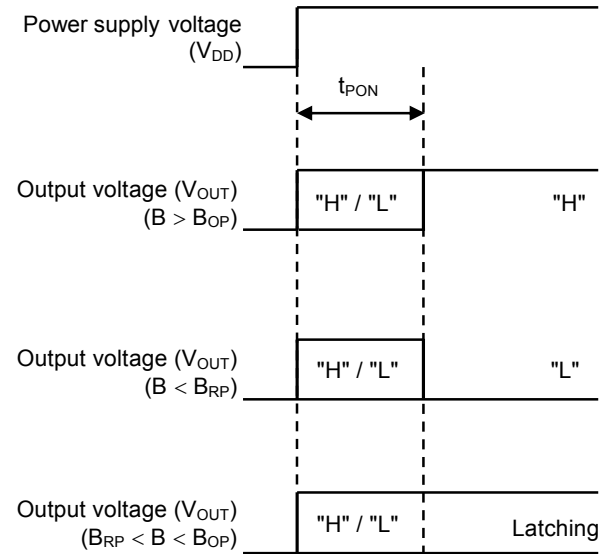 Power supply voltage
(VDD)
tPON
Output voltage (VOUT)
(B > BOP)
"H" / "L"
"H"
Output voltage (VOUT)
(B < BRP)
"H" / "L"
"L"
Output voltage (VOUT)
(BRP < B < BOP)
"H" / "L"
Latching